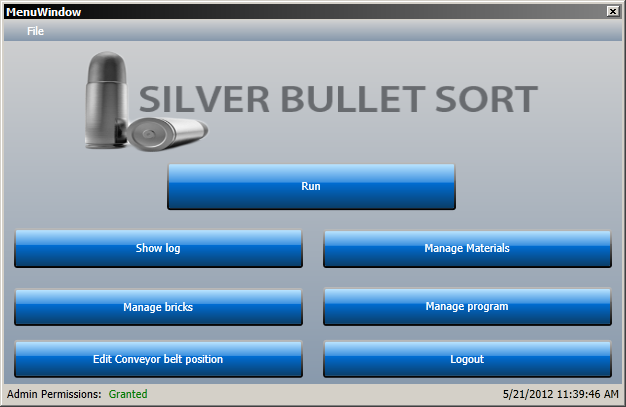 MenuWindow
File
SILVER BULLET SORT
Run
Show log
Manage Materials
Manage bricks
Manage program
Edit Conveyor belt position
Logout
Admin Permissions: Granted
5/21/2012 11:39:46 AM